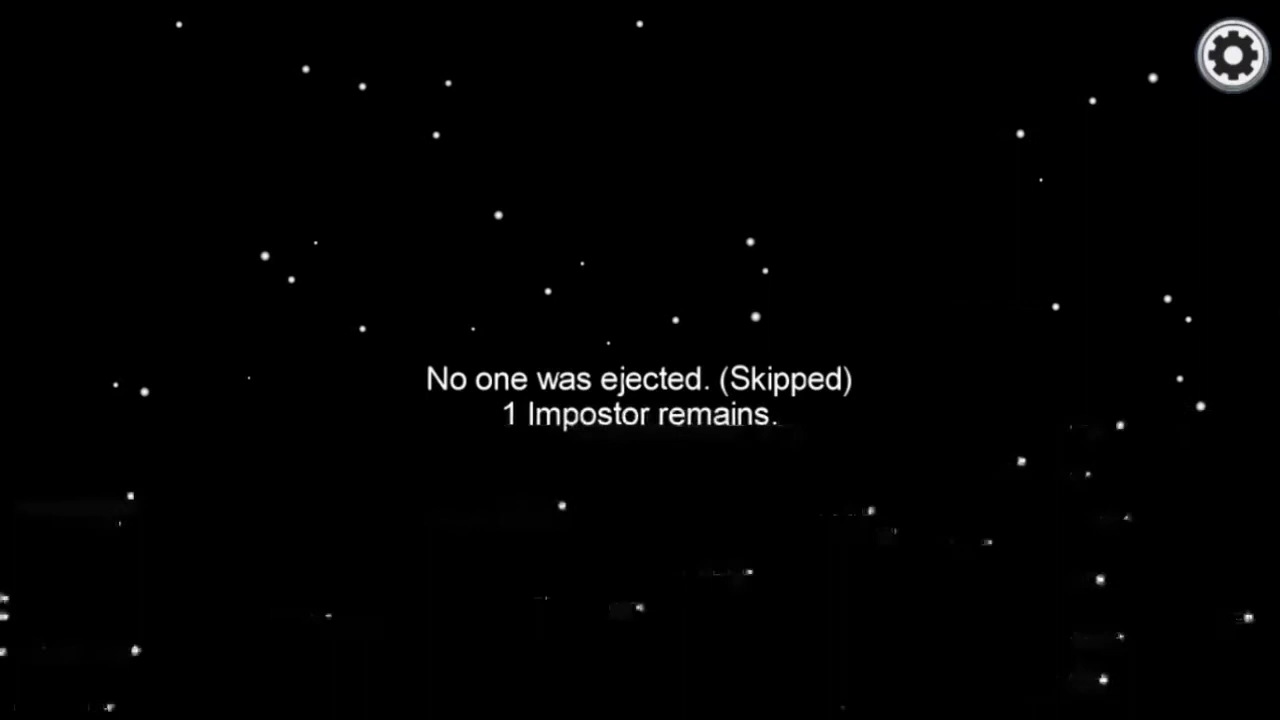 No one was ejected. (Skipped)
1 Impostor remains.